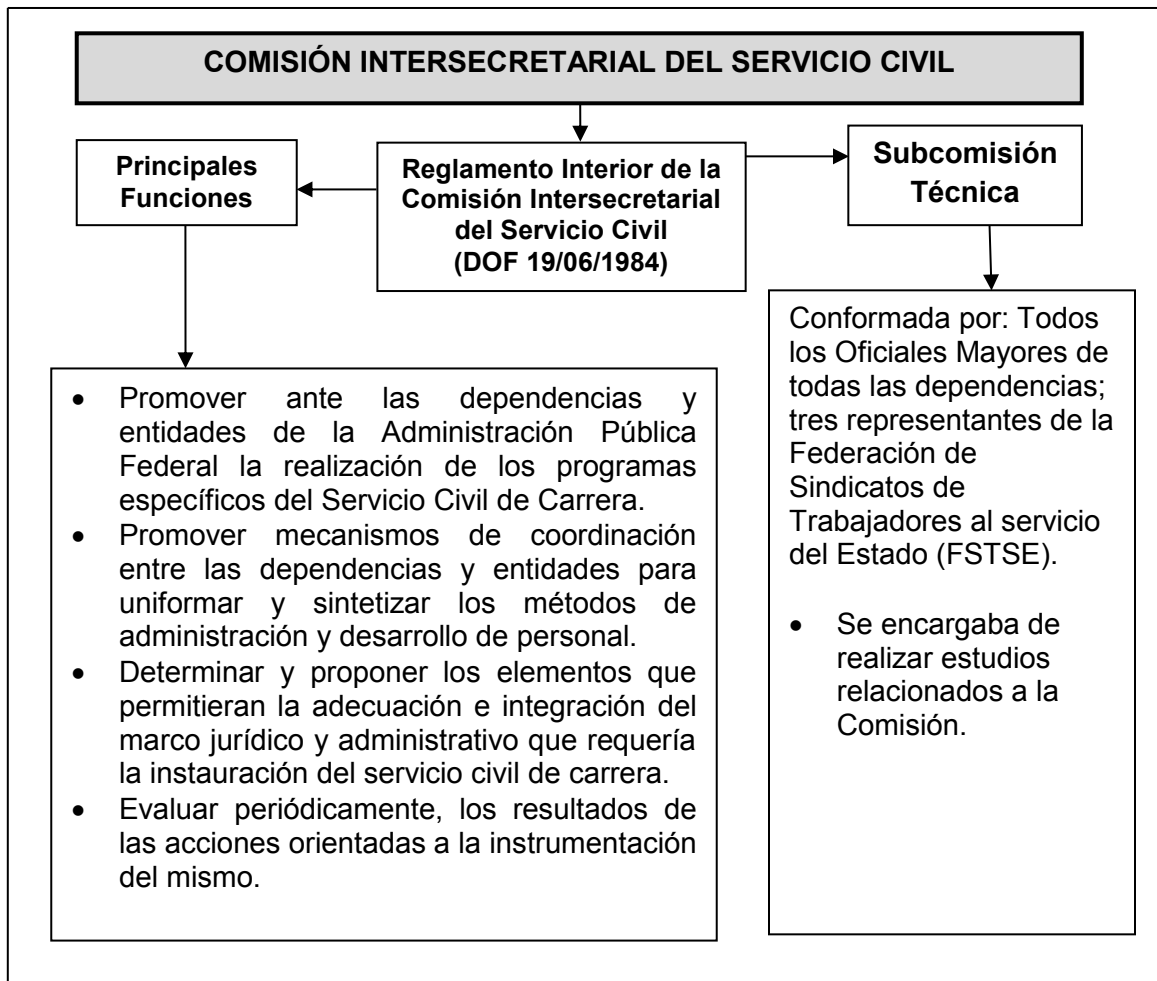 COMISIÓN INTERSECRETARIAL DEL SERVICIO CIVIL
Principales
Funciones
Reglamento Interior de la
Comisión Intersecretarial
del Servicio Civil
(DOF 19/06/1984)
Subcomisión
Técnica
• Promover ante las dependencias y
entidades de la Administración Pública
Federal la realización de los programas
específicos del Servicio Civil de Carrera.
• Promover mecanismos de coordinación
entre las dependencias y entidades para
uniformar y sintetizar los métodos de
administración y desarrollo de personal.
• Determinar y proponer los elementos que
permitieran la adecuación e integración del
marco jurídico y administrativo que requería
la instauración del servicio civil de carrera.
• Evaluar periódicamente, los resultados de
las acciones orientadas a la instrumentación
del mismo.
Conformada por: Todos
los Oficiales Mayores de
todas las dependencias;
tres representantes de la
Federación de
Sindicatos de
Trabajadores al servicio
del Estado (FSTSE).
• Se encargaba de
realizar estudios
relacionados a la
Comisión.